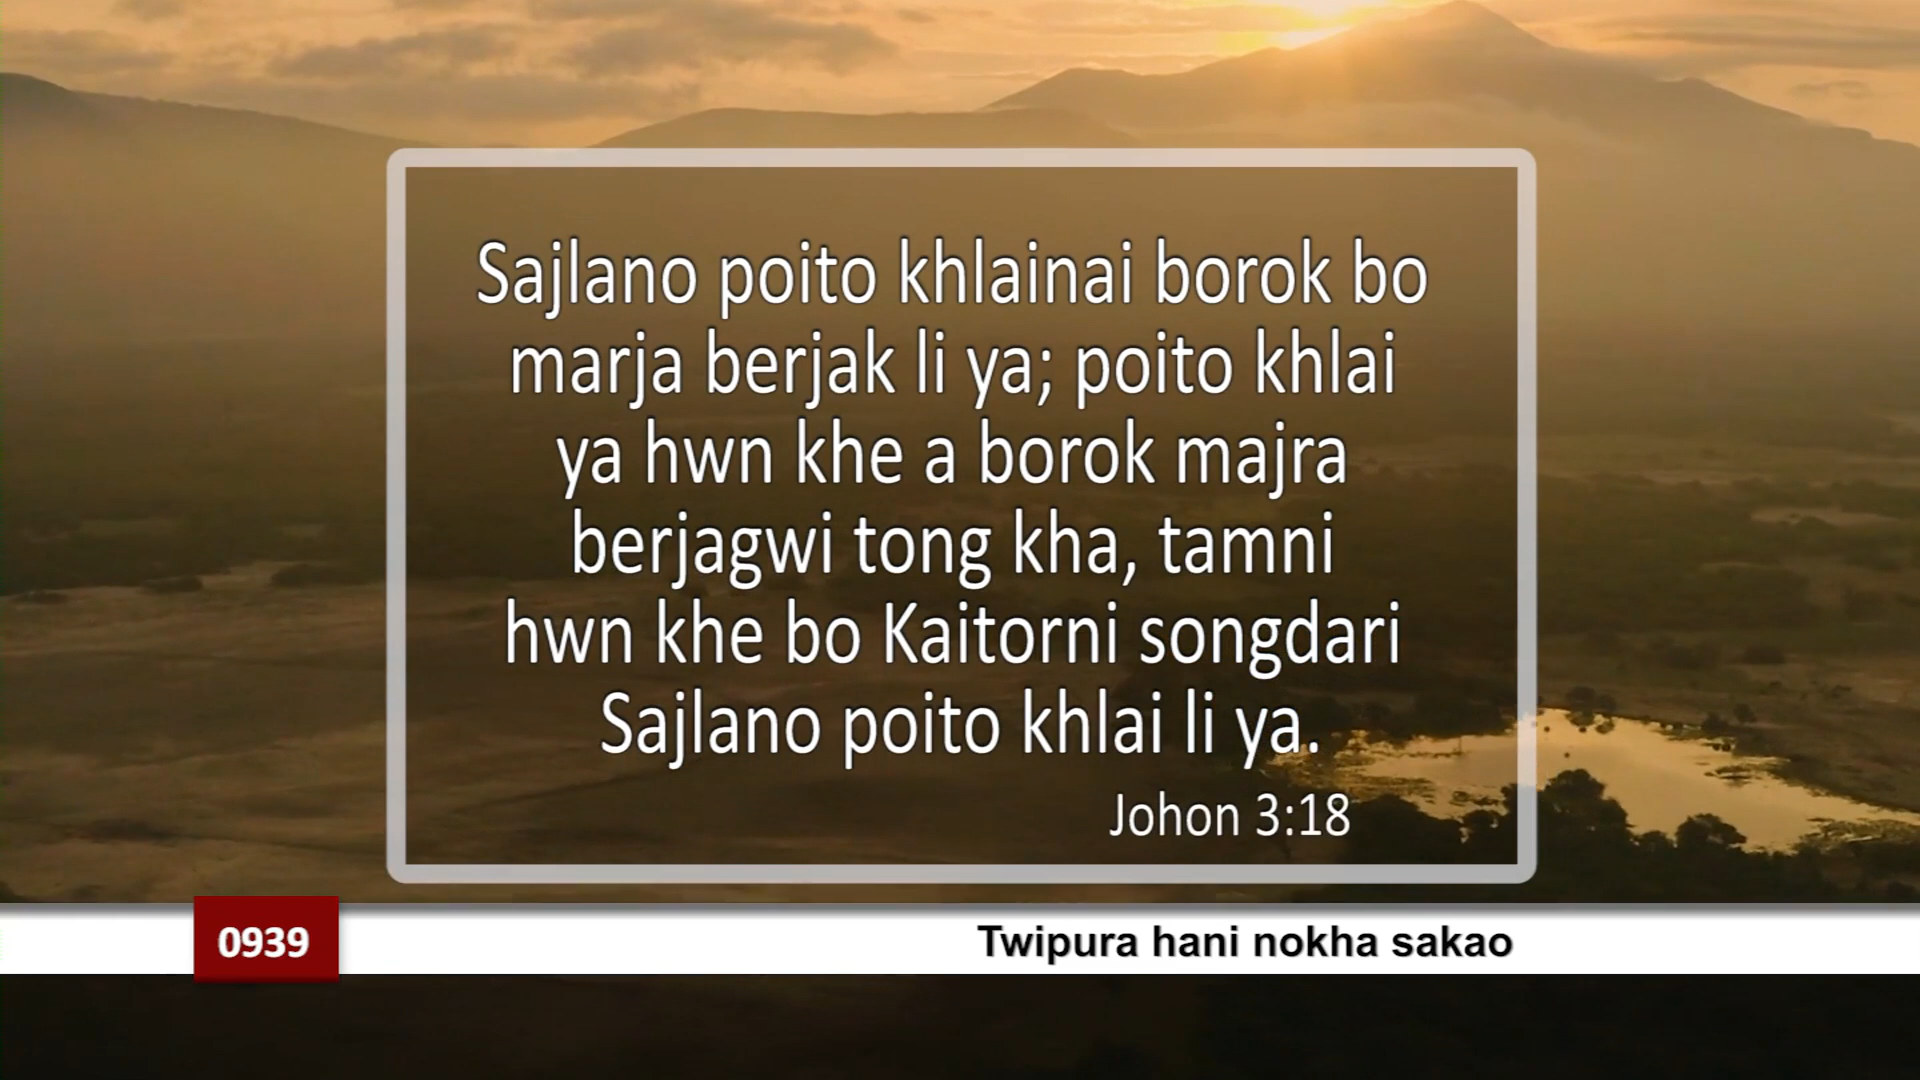 Sajlano poito khlainai borok bo
marja berjak li ya; poito khlai
ya hwn khe a borok majra
berjagwi tong kha, tamni
hwn khe bo Kaitorni songdari
Sajlano poito khlai li ya.
Johon 3:18
0939
Twipura hani nokha sakao